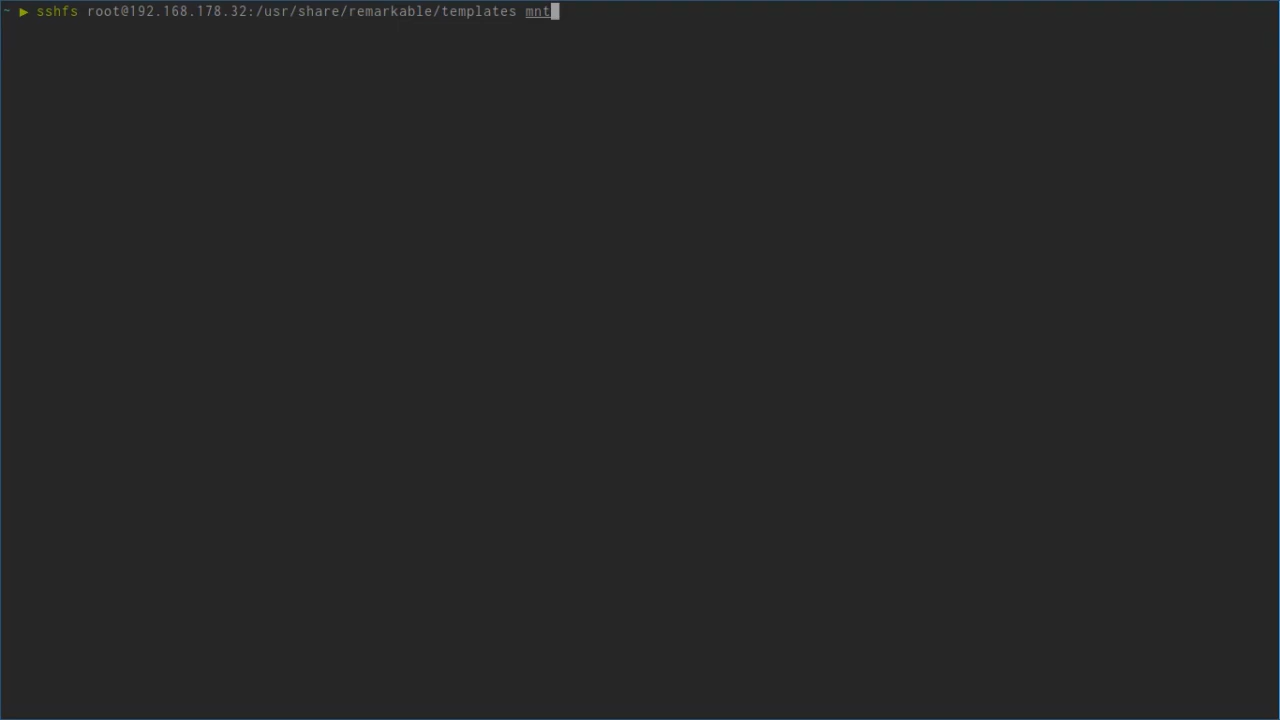 ~ ▶ sshfs root@192.168.178.32:/usr/share/remarkable/templates mnt